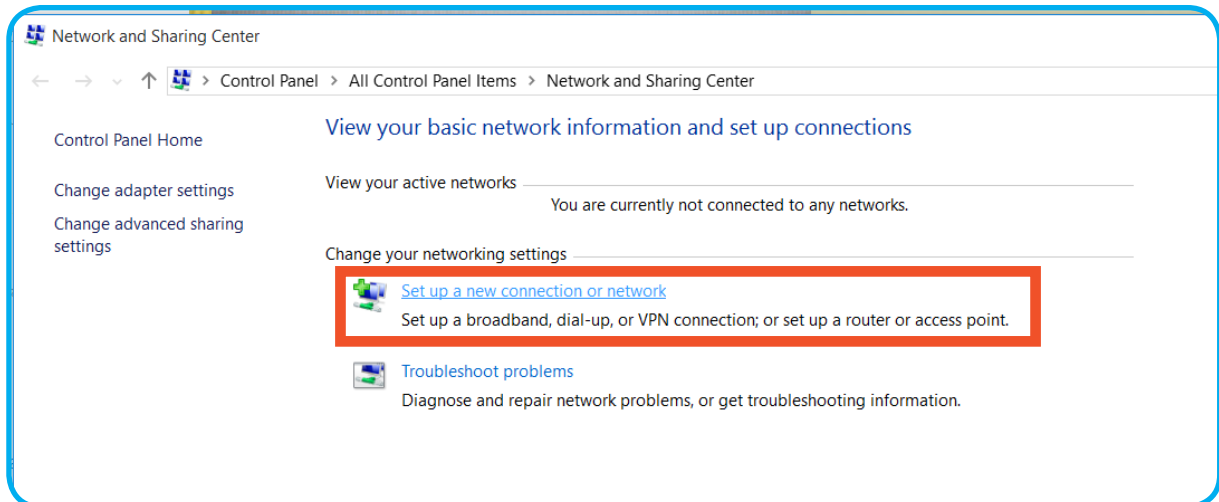 Network and Sharing Center
Control Panel > All Control Panel Items > Network and Sharing Center
Control Panel Home
Change adapter settings
Change advanced sharing
settings
View your basic network information and set up connections
View your active networks
You are currently not connected to any networks.
Change your networking settings
Set up a new connection or network
Set up a broadband, dial-up, or VPN connection; or set up a router or access point.
Troubleshoot problems
Diagnose and repair network problems, or get troubleshooting information.